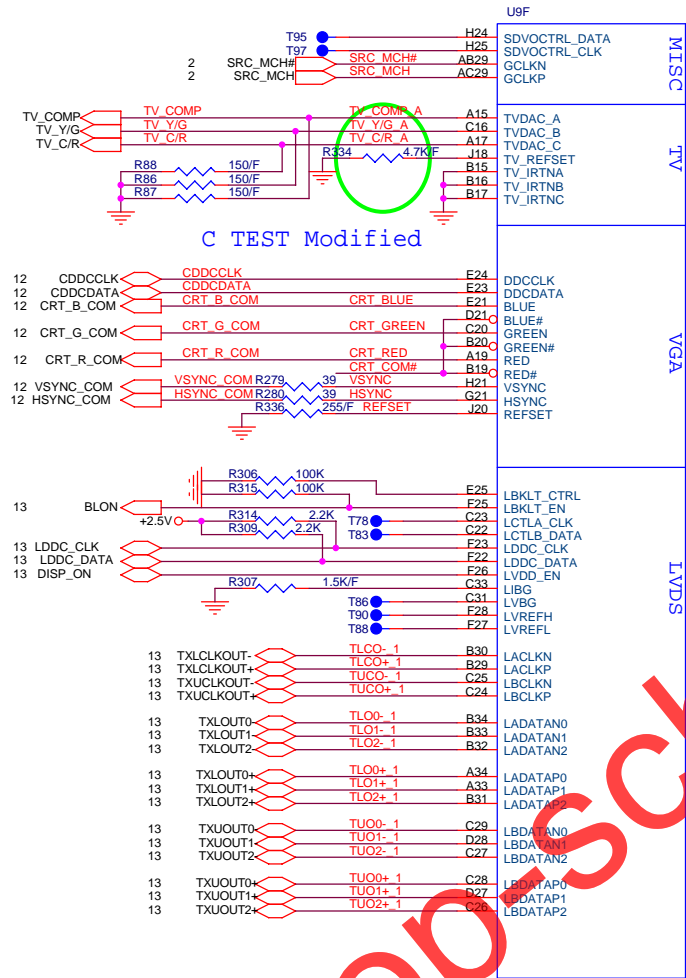 U9F
T95 H24 SDVOCTRL_DATA MISC
T97 H25 SDVOCTRL_CLK
2 SRC_MCH# SRC_MCH# AB29 GCLKN
2 SRC_MCH SRC_MCH AC29 GCLKP
TV_COMP TV_COMP TV_COMP_A A15 TVDAC_A TV
TV_Y/G TV_Y/G TV_Y/G_A C16 TVDAC_B
TV_C/R TV_C/R TV_C/R_A A17 TVDAC_C
R334 4.7K/F J18 TV_REFSET
R88 150/F B15 TV_IRTNA
R86 150/F B16 TV_IRTNB
R87 150/F B17 TV_IRTNC
C TEST Modified
12 CDDCCLK CDDCCLK E24 DDCCLK VGA
12 CDDCDATA CDDCDATA E23 DDCDATA
12 CRT_B_COM CRT_B_COM CRT_BLUE E21 BLUE
D21 BLUE#
12 CRT_G_COM CRT_G_COM CRT_GREEN C20 GREEN
B20 GREEN#
12 CRT_R_COM CRT_R_COM CRT_RED A19 RED
CRT_COM# B19 RED#
12 VSYNC_COM VSYNC_COM R279 39 VSYNC H21 VSYNC
12 HSYNC_COM HSYNC_COM R280 39 HSYNC G21 HSYNC
R336 255/F REFSET J20 REFSET
R306 100K E25 LBKLT_CTRL LVDS
R315 100K
13 BLON F25 LBKLT_EN
+2.5V R314 2.2K T78 C23 LCTLA_CLK
R309 2.2K T83 C22 LCTLB_DATA
13 LDDC_CLK F23 LDDC_CLK
13 LDDC_DATA F22 LDDC_DATA
13 DISP_ON F26 LVDD_EN
R307 1.5K/F C33 LIBG
T86 C31 LVBG
T90 F28 LVREFH
T88 F27 LVREFL
13 TXLCLKOUT- TLCO-_1 B30 LACLKN
13 TXLCLKOUT+ TLCO+_1 B29 LACLKP
13 TXUCLKOUT- TUCO-_1 C25 LBCLKN
13 TXUCLKOUT+ TUCO+_1 C24 LBCLKP
13 TXLOUT0- TLO0-_1 B34 LADATAN0
13 TXLOUT1- TLO1-_1 B33 LADATAN1
13 TXLOUT2- TLO2-_1 B32 LADATAN2
13 TXLOUT0+ TLO0+_1 A34 LADATAP0
13 TXLOUT1+ TLO1+_1 A33 LADATAP1
13 TXLOUT2+ TLO2+_1 B31 LADATAP2
13 TXUOUT0- TUO0-_1 C29 LBDATAN0
13 TXUOUT1- TUO1-_1 D28 LBDATAN1
13 TXUOUT2- TUO2-_1 C27 LBDATAN2
13 TXUOUT0+ TUO0+_1 C28 LBDATAP0
13 TXUOUT1+ TUO1+_1 D27 LBDATAP1
13 TXUOUT2+ TUO2+_1 C26 LBDATAP2
op-sc